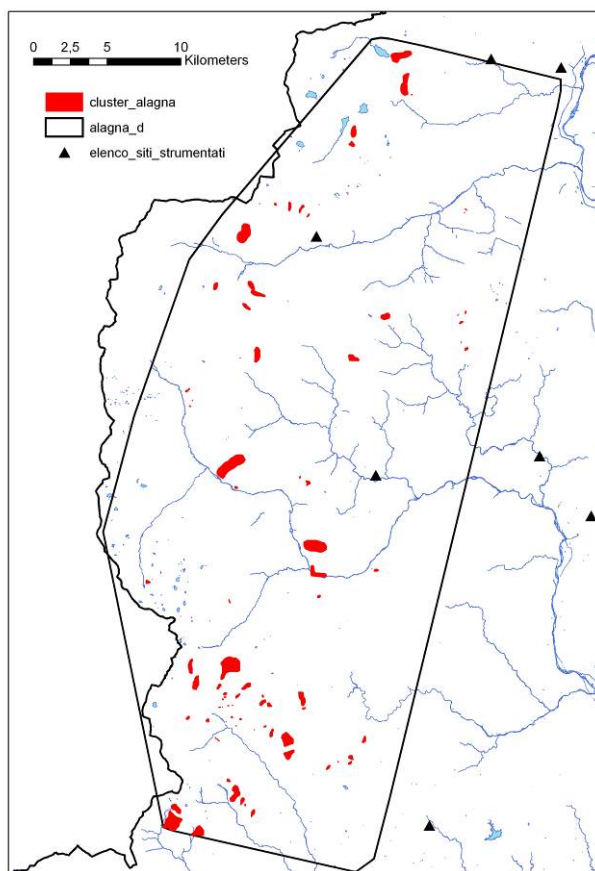 0 2,5 5 10
Kilometers
cluster_alagna
alagna_d
elenco_siti_strumentati